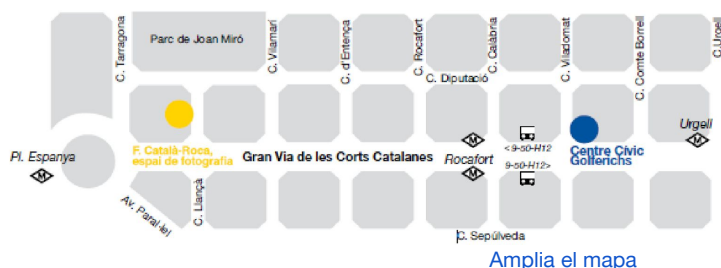 C. Tarragona
Parc de Joan Miró
C. Vilamarí
C. d'Entença
C. Rocafort
C. Calàbria
C. Viladomat
C. Comte Borrell
C.Urgell
C. Diputació
Pl. Espanya
M
F. Català-Roca,
espai de fotografia
Gran Via de les Corts Catalanes
Rocafort
M
M
< 9-50-H12
9-50-H12>
Centre Cívic
Golferichs
Urgell
M
Av. Paral·lel
C. Llançà
C. Sepúlveda
Amplia el mapa